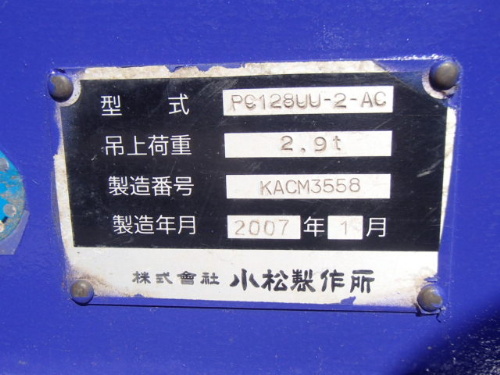 型 式 PC128UU-2-AC
吊上荷重 2.9t
製造番号 KACM3558
製造年月 2007年1月
株式會社 小松製作所